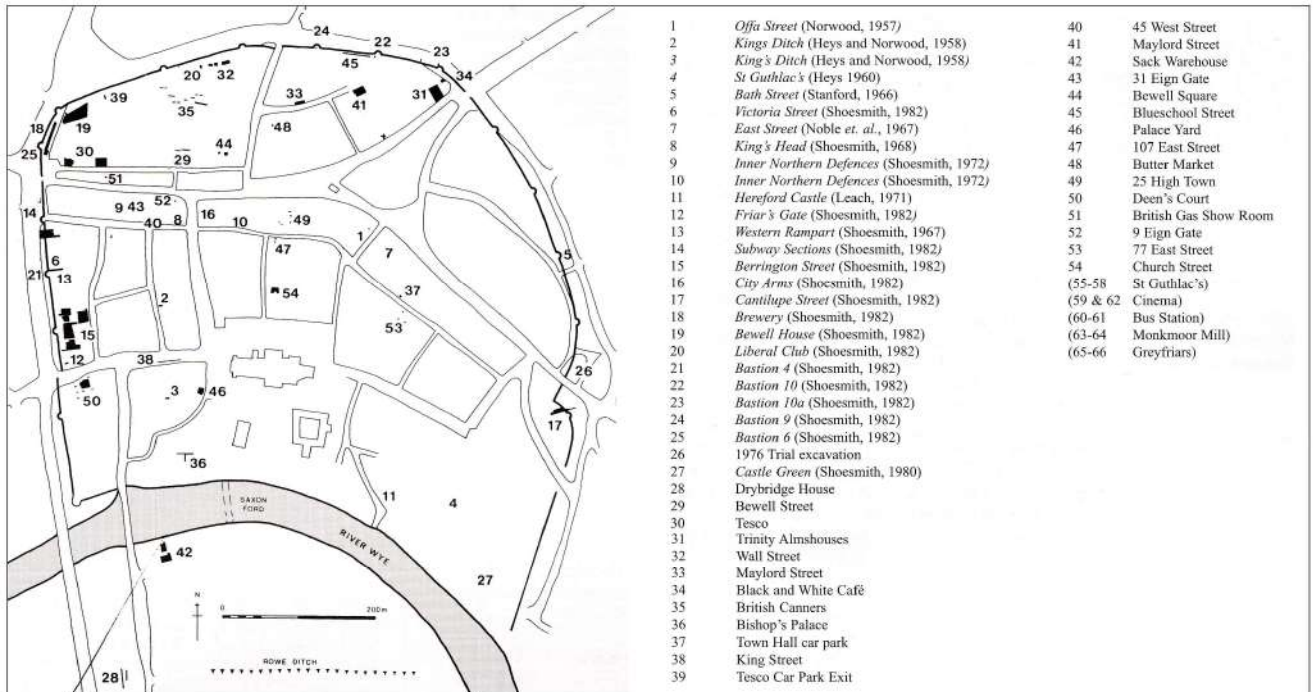 24
22
23
20 32
45
34
39
35
33
41
31
18
19
48
25
30
29
44
51
14
9 43
52
40 8
16
10
49
1
47
7
5
6
21
13
2
54
37
53
15
12
38
26
50
3
46
17
36
11
4
SAXON
FORD
RIVER WYE
42
27
N
0
200m
ROWE DITCH
28
1 Offa Street (Norwood, 1957)
2 Kings Ditch (Heys and Norwood, 1958)
3 King's Ditch (Heys and Norwood, 1958)
4 St Guthlac's (Heys 1960)
5 Bath Street (Stanford, 1966)
6 Victoria Street (Shoesmith, 1982)
7 East Street (Noble et. al., 1967)
8 King's Head (Shoesmith, 1968)
9 Inner Northern Defences (Shoesmith, 1972)
10 Inner Northern Defences (Shoesmith, 1972)
11 Hereford Castle (Leach, 1971)
12 Friar's Gate (Shoesmith, 1982)
13 Western Rampart (Shoesmith, 1967)
14 Subway Sections (Shoesmith, 1982)
15 Berrington Street (Shoesmith, 1982)
16 City Arms (Shoesmith, 1982)
17 Cantilupe Street (Shoesmith, 1982)
18 Brewery (Shoesmith, 1982)
19 Bewell House (Shoesmith, 1982)
20 Liberal Club (Shoesmith, 1982)
21 Bastion 4 (Shoesmith, 1982)
22 Bastion 10 (Shoesmith, 1982)
23 Bastion 10a (Shoesmith, 1982)
24 Bastion 9 (Shoesmith, 1982)
25 Bastion 6 (Shoesmith, 1982)
26 1976 Trial excavation
27 Castle Green (Shoesmith, 1980)
28 Drybridge House
29 Bewell Street
30 Tesco
31 Trinity Almshouses
32 Wall Street
33 Maylord Street
34 Black and White Café
35 British Canners
36 Bishop's Palace
37 Town Hall car park
38 King Street
39 Tesco Car Park Exit
40 45 West Street
41 Maylord Street
42 Sack Warehouse
43 31 Eign Gate
44 Bewell Square
45 Blueschool Street
46 Palace Yard
47 107 East Street
48 Butter Market
49 25 High Town
50 Deen's Court
51 British Gas Show Room
52 9 Eign Gate
53 77 East Street
54 Church Street
(55-58 St Guthlac's)
(59 & 62 Cinema)
(60-61 Bus Station)
(63-64 Monkmoor Mill)
(65-66 Greyfriars)